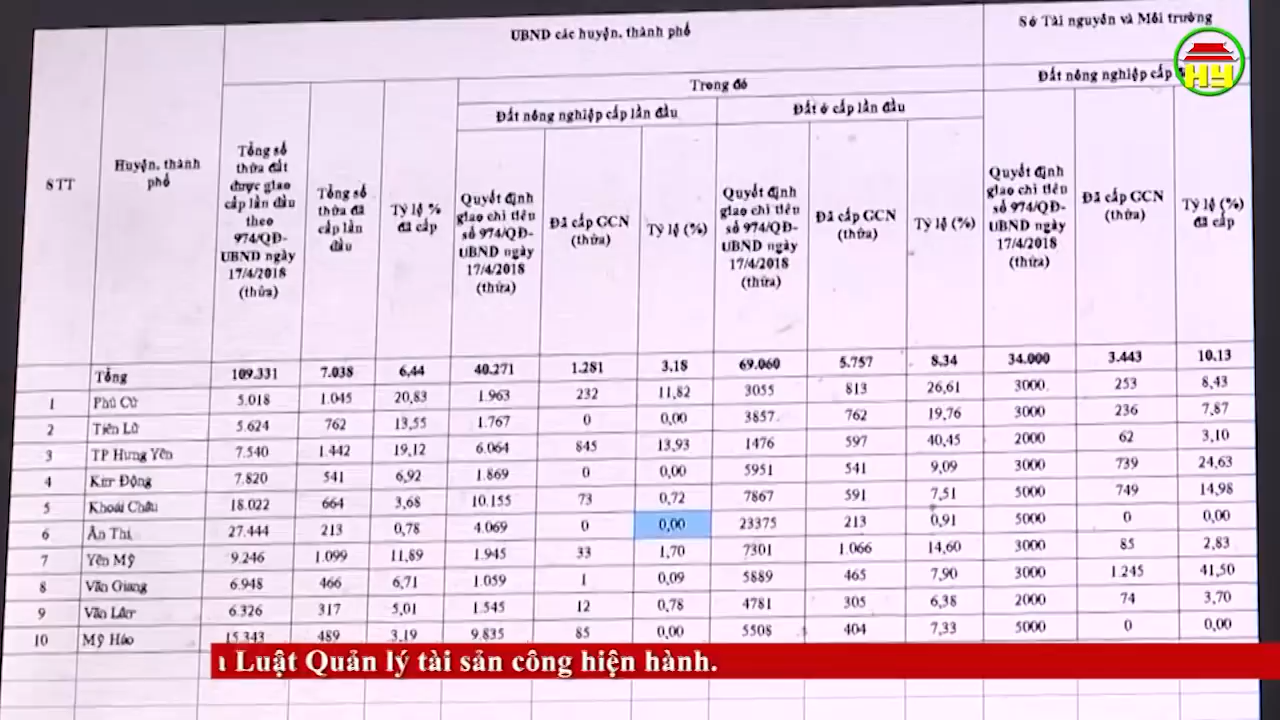 UBND các huyện, thành phố
Sở Tài nguyên và Môi trường
HY
Trong đó
Đất nông nghiệp cấp
Đất nông nghiệp cấp lần đầu
Đất ở cấp lần đầu
STT
Huyện, thành
phố
Tổng số
thửa đất
được giao
cấp lần đầu
theo
974/QĐ-
UBND ngày
17/4/2018
(thửa)
Tổng số
thửa đã
cấp lần
đầu
Tỷ lệ %
đã cấp
Quyết định
giao chỉ tiêu
số 974/QĐ-
UBND ngày
17/4/2018
(thửa)
Đã cấp GCN
(thửa)
Tỷ lệ (%)
Quyết định
giao chỉ tiêu
số 974/QĐ-
UBND ngày
17/4/2018
(thửa)
Đã cấp GCN
(thửa)
Tỷ lệ (%)
Quyết định
giao chỉ tiêu
số 974/QĐ-
UBND ngày
17/4/2018
(thửa)
Đã cấp GCN
(thửa)
Tỷ lệ (%)
đã cấp
Tổng 109.331 7.038 6,44 40.271 1.281 3.18 69.060 5.757 8.34 34.000 3.443 10.13
1 Phù Cừ 5.018 1.045 20,83 1.963 232 11,82 3055 813 26,61 3000 253 8,43
2 Tiên Lữ 5.624 762 13,55 1.767 0 0,00 3857 762 19,76 3000 236 7,87
3 TP Hưng Yên 7.540 1.442 19,12 6.064 845 13,93 1476 597 40,45 2000 62 3,10
4 Kim Động 7.820 541 6,92 1.869 0 0,00 5951 541 9,09 3000 739 24,63
5 Khoái Châu 18.022 664 3,68 10.155 73 0,72 7867 591 7,51 5000 749 14,98
6 Ân Thi 27.444 213 0,78 4.069 0 0,00 23375 213 0,91 5000 0 0,00
7 Yên Mỹ 9.246 1.099 11,89 1.945 33 1,70 7301 1.066 14,60 3000 85 2,83
8 Văn Giang 6.948 466 6,71 1.059 1 0,09 5889 465 7,90 3000 1.245 41,50
9 Văn Lâm 6.326 317 5,01 1.545 12 0,78 4781 305 6,38 2000 74 3,70
10 Mỹ Hào 15.343 489 3,19 9.835 85 0,00 5508 404 7,33 5000 0 0,00
Luật Quản lý tài sản công hiện hành.